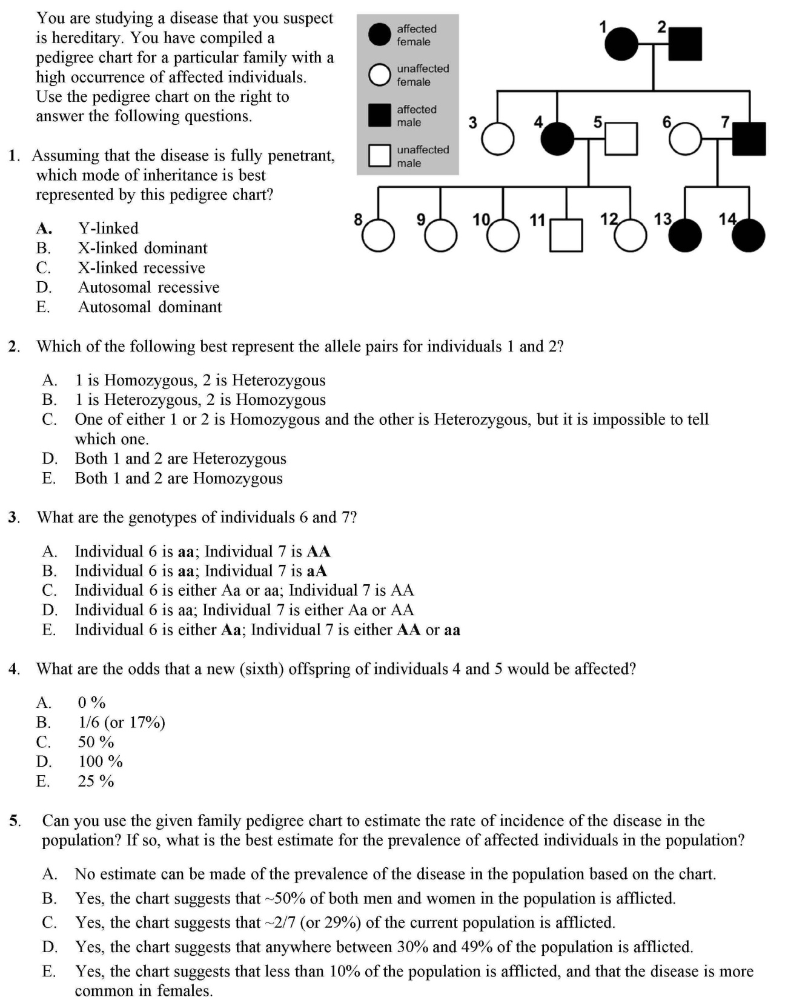 You are studying a disease that you suspect
is hereditary. You have compiled a
pedigree chart for a particular family with a
high occurrence of affected individuals.
Use the pedigree chart on the right to
answer the following questions.
affected
female
unaffected
female
affected
male
unaffected
male
1 2
3 4 5 6 7
8 9 10 11 12 13 14
1. Assuming that the disease is fully penetrant,
which mode of inheritance is best
represented by this pedigree chart?
A. Y-linked
B. X-linked dominant
C. X-linked recessive
D. Autosomal recessive
E. Autosomal dominant
2. Which of the following best represent the allele pairs for individuals 1 and 2?
A. 1 is Homozygous, 2 is Heterozygous
B. 1 is Heterozygous, 2 is Homozygous
C. One of either 1 or 2 is Homozygous and the other is Heterozygous, but it is impossible to tell
which one.
D. Both 1 and 2 are Heterozygous
E. Both 1 and 2 are Homozygous
3. What are the genotypes of individuals 6 and 7?
A. Individual 6 is aa; Individual 7 is AA
B. Individual 6 is aa; Individual 7 is aA
C. Individual 6 is either Aa or aa; Individual 7 is AA
D. Individual 6 is aa; Individual 7 is either Aa or AA
E. Individual 6 is either Aa; Individual 7 is either AA or aa
4. What are the odds that a new (sixth) offspring of individuals 4 and 5 would be affected?
A. 0 %
B. 1/6 (or 17%)
C. 50 %
D. 100 %
E. 25 %
5. Can you use the given family pedigree chart to estimate the rate of incidence of the disease in the
population? If so, what is the best estimate for the prevalence of affected individuals in the population?
A. No estimate can be made of the prevalence of the disease in the population based on the chart.
B. Yes, the chart suggests that ~50% of both men and women in the population is afflicted.
C. Yes, the chart suggests that ~2/7 (or 29%) of the current population is afflicted.
D. Yes, the chart suggests that anywhere between 30% and 49% of the population is afflicted.
E. Yes, the chart suggests that less than 10% of the population is afflicted, and that the disease is more
common in females.